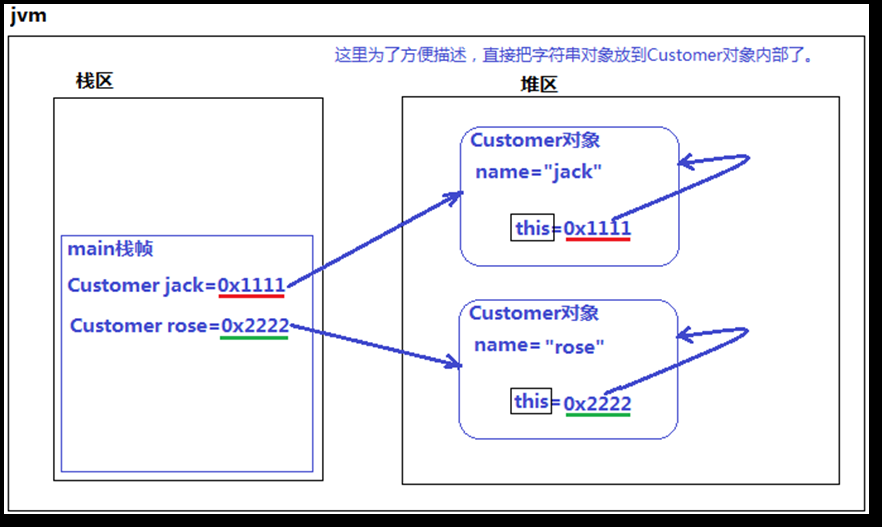 jvm
这里为了方便描述，直接把字符串对象放到Customer对象内部了。
栈区
堆区
Customer对象
name="jack"
this=0x1111
main栈帧
Customer jack=0x1111
Customer rose=0x2222
Customer对象
name= "rose"
this=0x2222